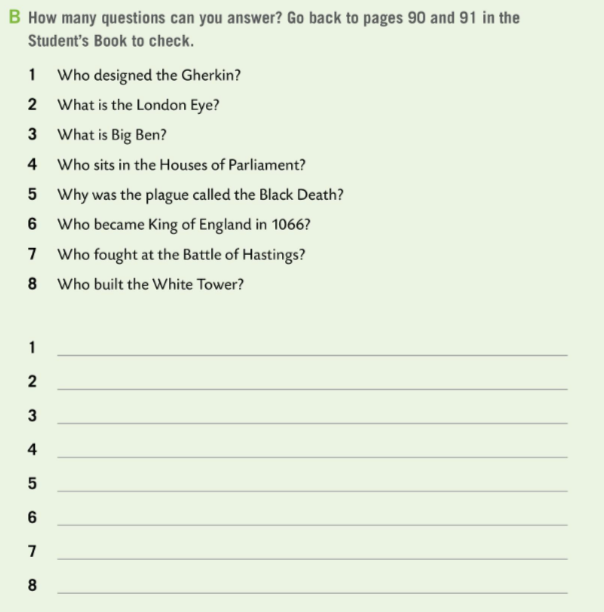 B How many questions can you answer? Go back to pages 90 and 91 in the
Student's Book to check.
1 Who designed the Gherkin?
2 What is the London Eye?
3 What is Big Ben?
4 Who sits in the Houses of Parliament?
5 Why was the plague called the Black Death?
6 Who became King of England in 1066?
7 Who fought at the Battle of Hastings?
8 Who built the White Tower?
1
2
3
4
5
6
7
8